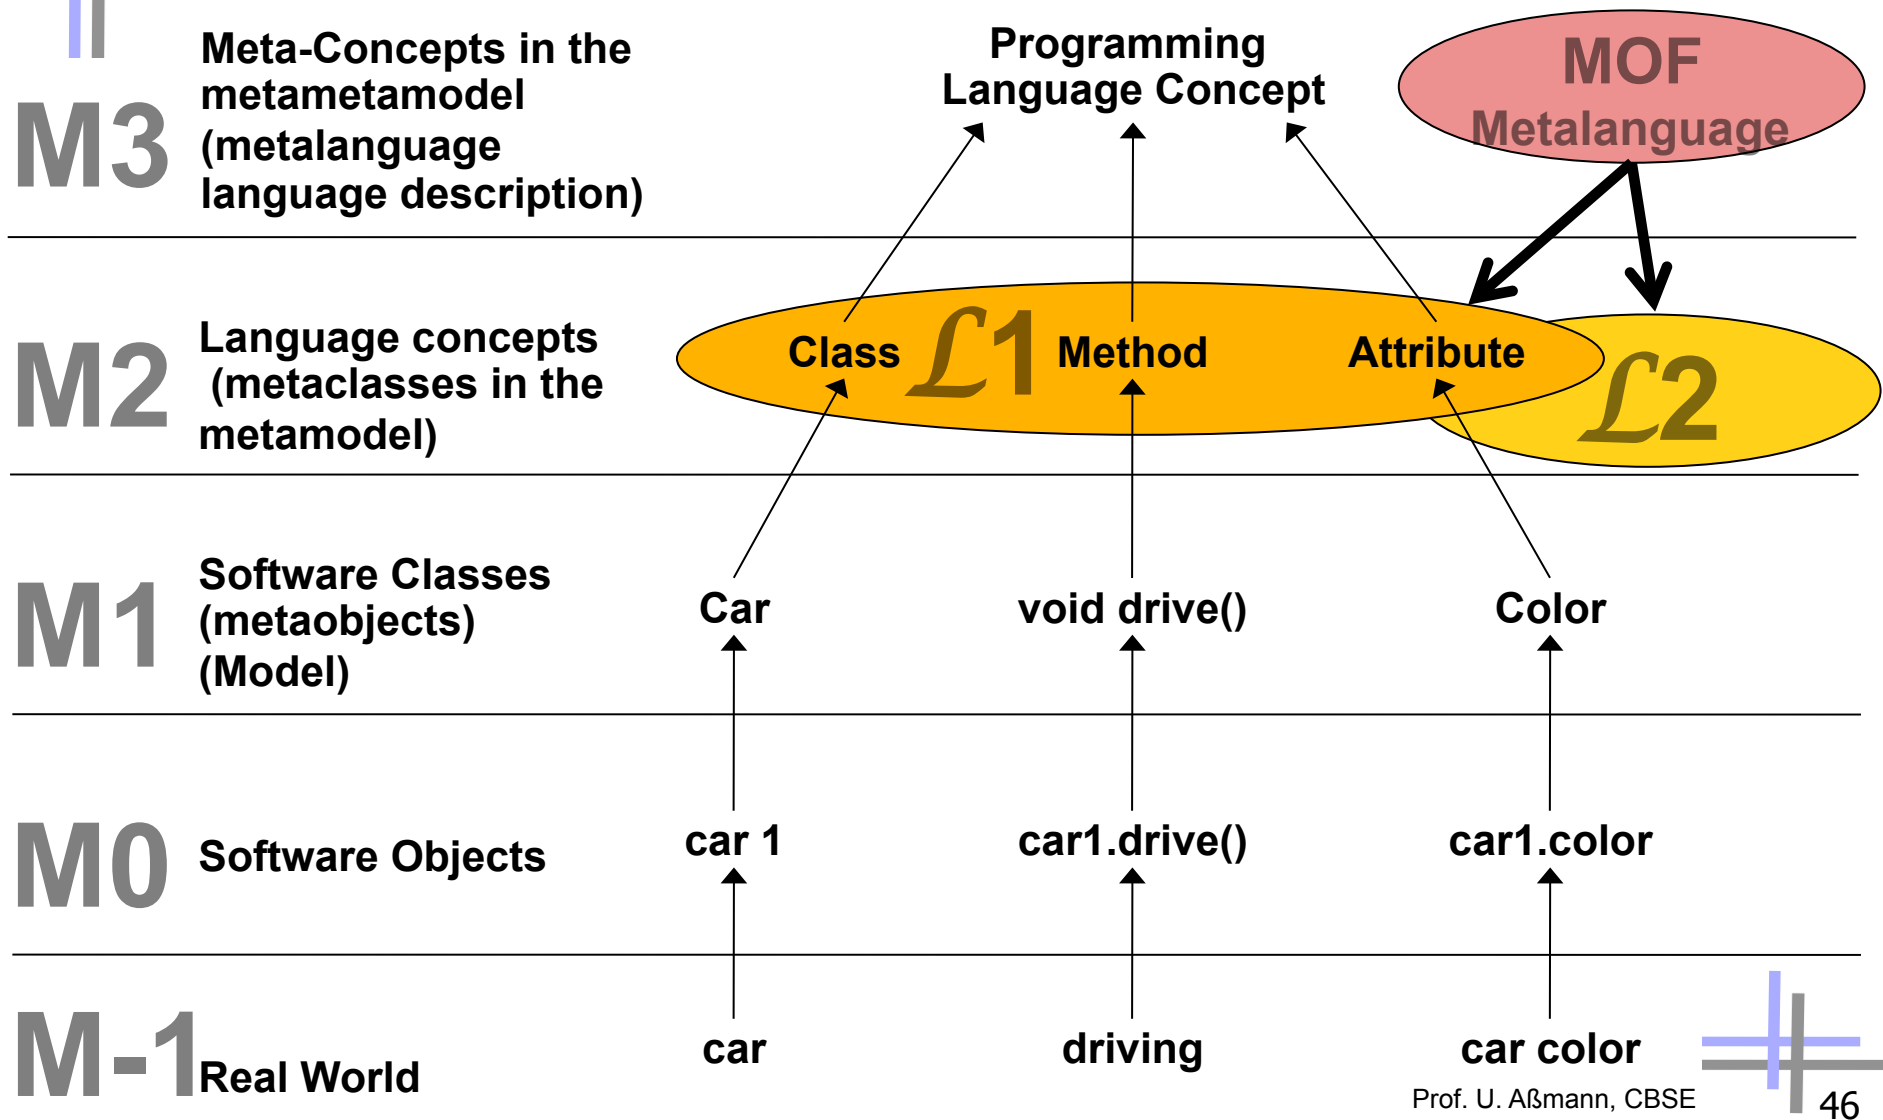 M3
Meta-Concepts in the
metametamodel
(metalanguage
language description)
Programming
Language Concept
MOF
Metalanguage
M2
Language concepts
(metaclasses in the
metamodel)
Class
ℒ1
Method
Attribute
ℒ2
M1
Software Classes
(metaobjects)
(Model)
Car
void drive()
Color
M0
Software Objects
car 1
car1.drive()
car1.color
M-1
Real World
car
driving
car color
Prof. U. Aßmann, CBSE
46